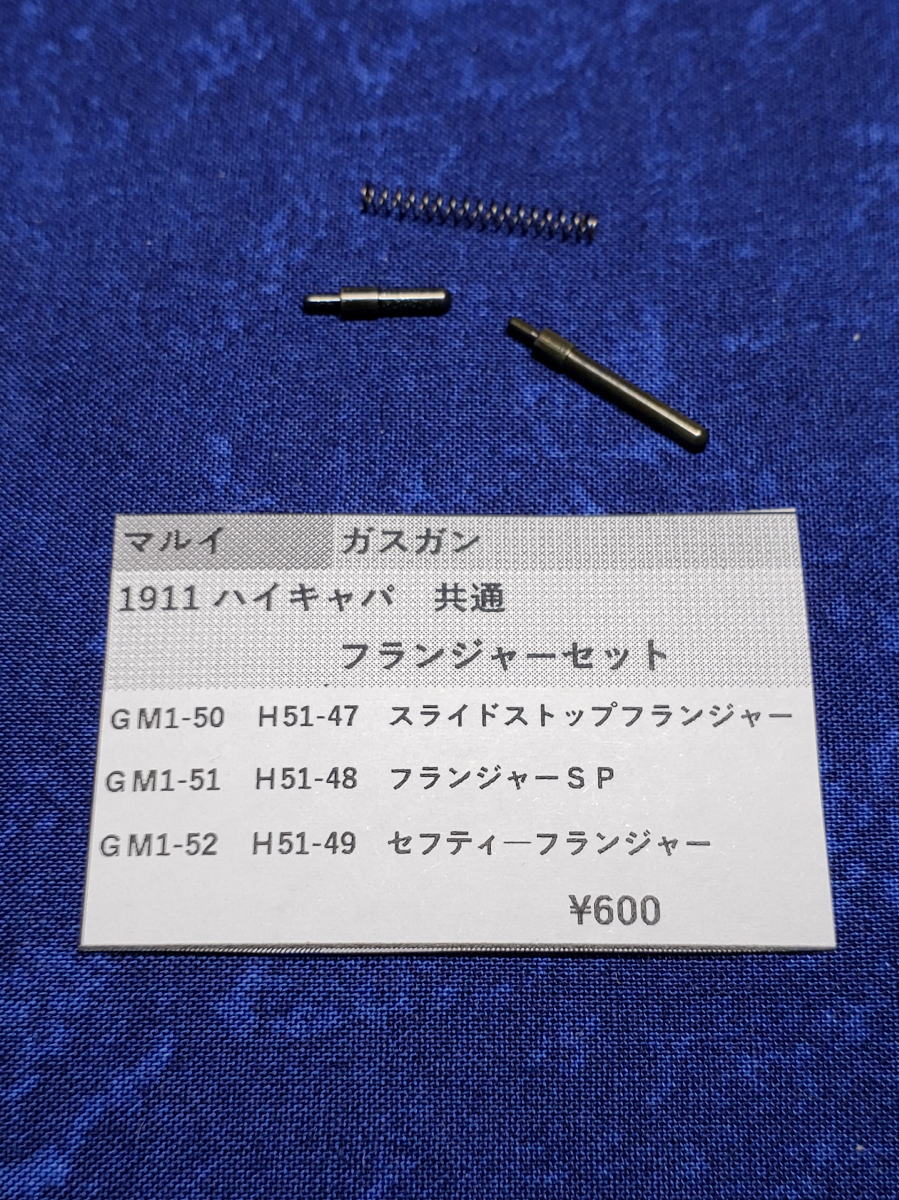 マルイ ガスガン
1911 ハイキャパ 共通
フランジャーセット
GM1-50 H51-47 スライドストップフランジャー
GM1-51 H51-48 フランジャーSP
GM1-52 H51-49 セフティーフランジャー
¥600